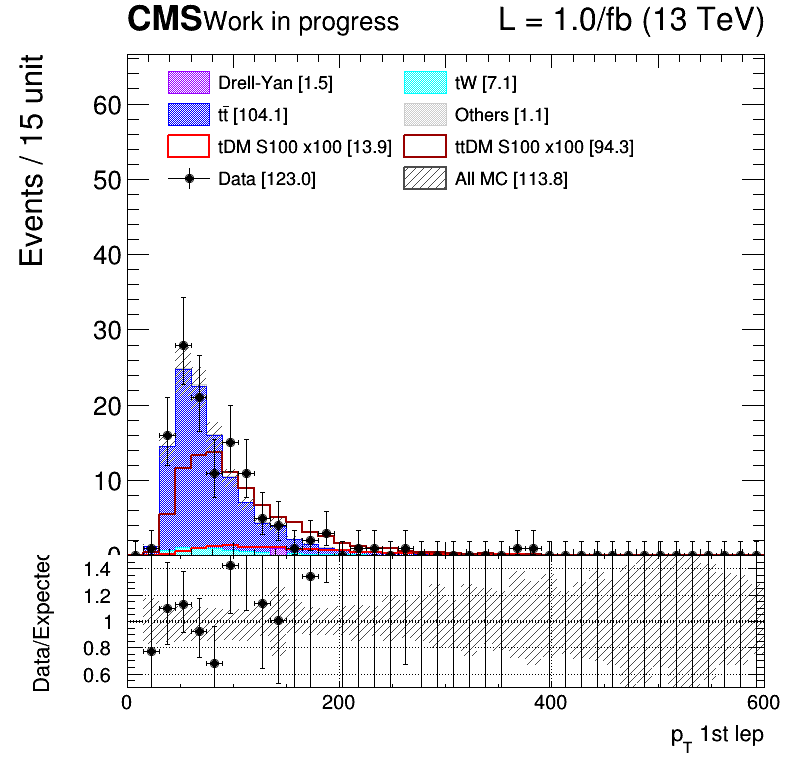 CMS Work in progress L = 1.0/fb (13 TeV)
Events / 15 unit
Drell-Yan [1.5] tW [7.1]
tt̄ [104.1] Others [1.1]
tDM S100 x100 [13.9] ttDM S100 x100 [94.3]
Data [123.0] All MC [113.8]
60
50
40
30
20
10
0
Data/Expected
1.4
1.2
1
0.8
0.6
0 200 400 600
p_T 1st lep